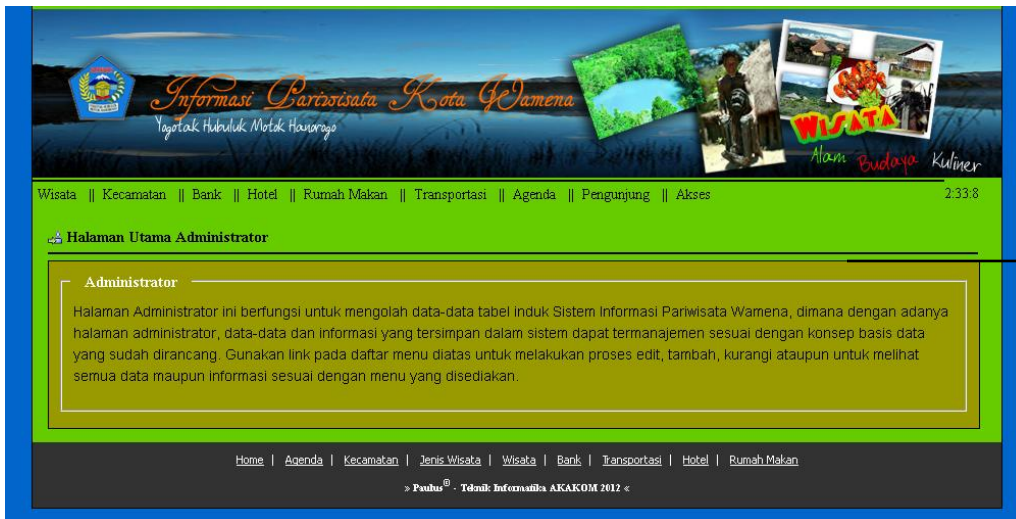 Informasi Pariwisata Kota Wamena
Yogotak Hubuluk Motok Hanorogo
WISATA
Alam Budaya Kuliner
Wisata || Kecamatan || Bank || Hotel || Rumah Makan || Transportasi || Agenda || Pengunjung || Akses 2:33:8
Halaman Utama Administrator
Administrator
Halaman Administrator ini berfungsi untuk mengolah data-data tabel induk Sistem Informasi Pariwisata Wamena, dimana dengan adanya
halaman administrator, data-data dan informasi yang tersimpan dalam sistem dapat termanajemen sesuai dengan konsep basis data
yang sudah dirancang. Gunakan link pada daftar menu diatas untuk melakukan proses edit, tambah, kurangi ataupun untuk melihat
semua data maupun informasi sesuai dengan menu yang disediakan.
Home | Agenda | Kecamatan | Jenis Wisata | Wisata | Bank | Transportasi | Hotel | Rumah Makan
» Paulus® - Teknik Informatika AKAKOM 2012 «